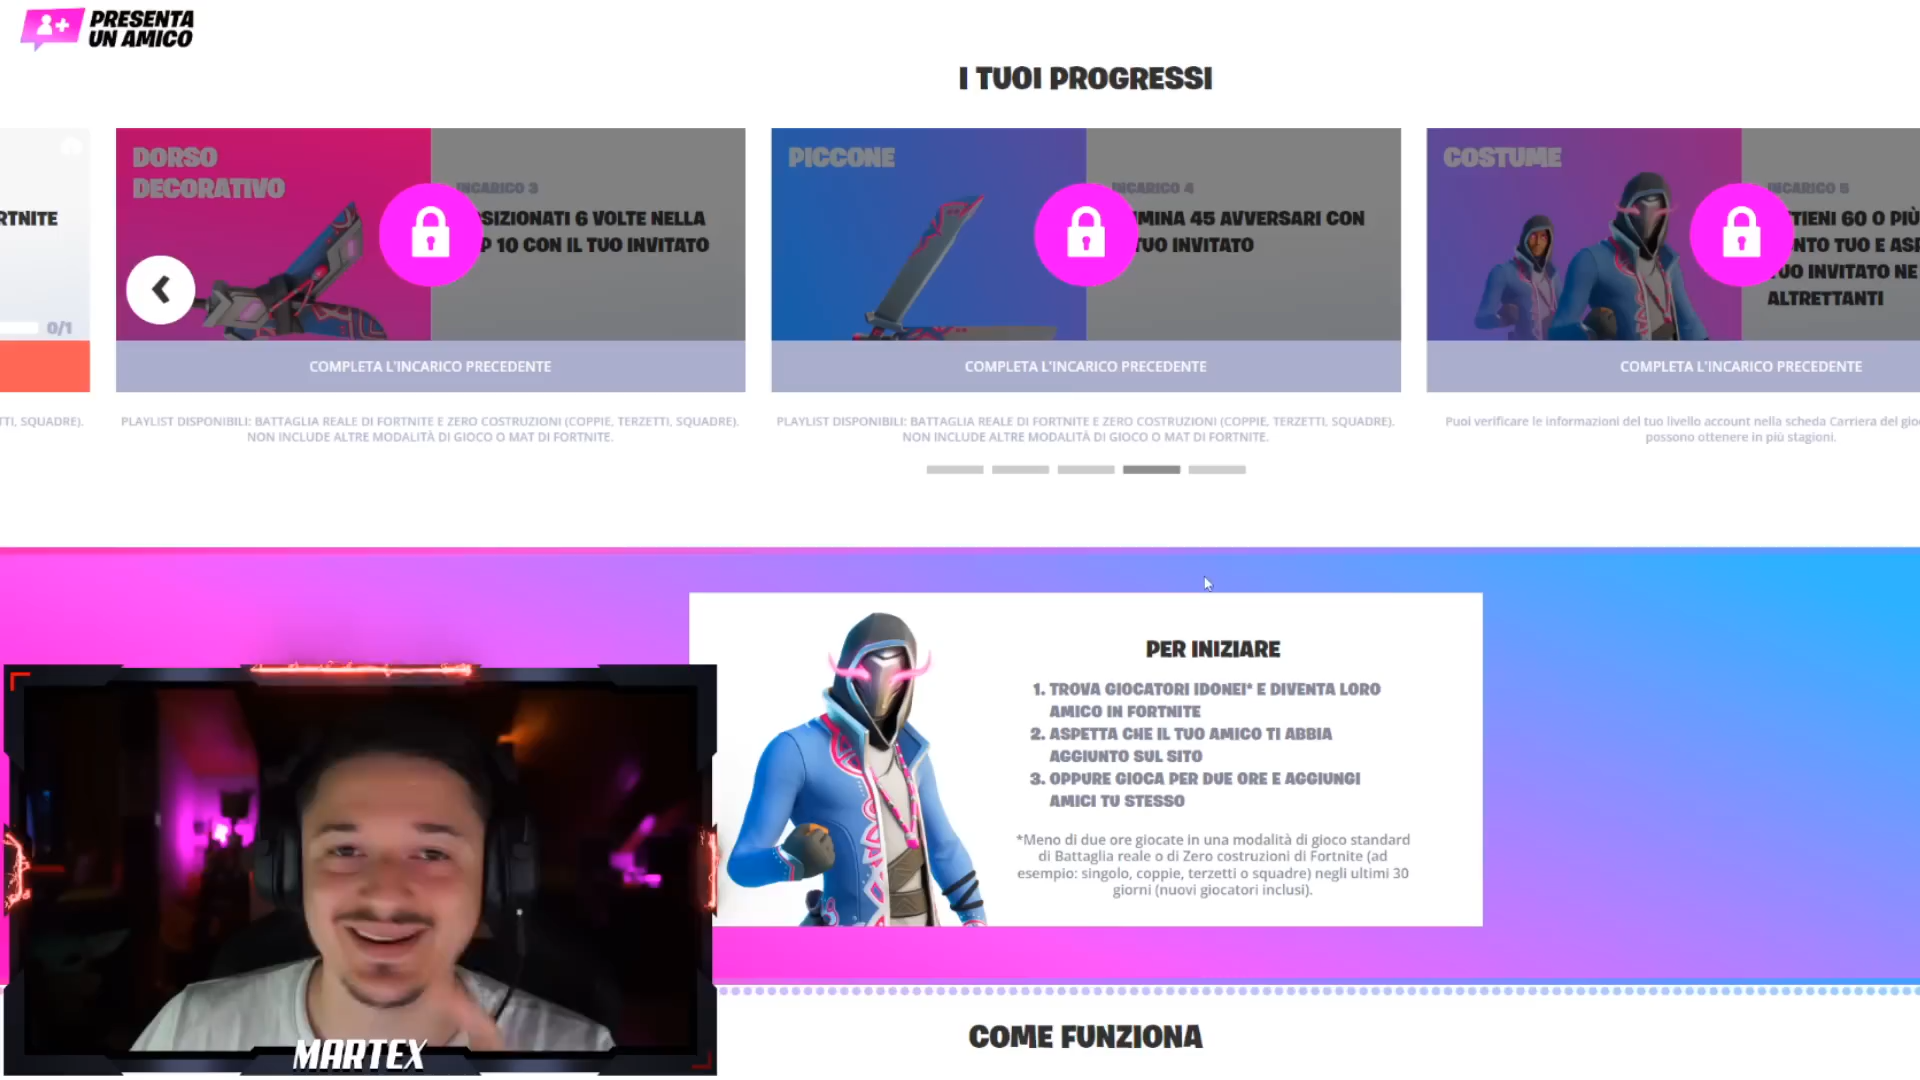 PRESENTA
UN AMICO
I TUOI PROGRESSI
RTNITE
0/1
TTI, SQUADRE).
DORSO
DECORATIVO
INCARICO 3
SIZIONATI 6 VOLTE NELLA
P 10 CON IL TUO INVITATO
COMPLETA L'INCARICO PRECEDENTE
PLAYLIST DISPONIBILI: BATTAGLIA REALE DI FORTNITE E ZERO COSTRUZIONI (COPPIE, TERZETTI, SQUADRE).
NON INCLUDE ALTRE MODALITÀ DI GIOCO O MAT DI FORTNITE.
PICCONE
INCARICO 4
MINA 45 AVVERSARI CON
TUO INVITATO
COMPLETA L'INCARICO PRECEDENTE
PLAYLIST DISPONIBILI: BATTAGLIA REALE DI FORTNITE E ZERO COSTRUZIONI (COPPIE, TERZETTI, SQUADRE).
NON INCLUDE ALTRE MODALITÀ DI GIOCO O MAT DI FORTNITE.
COSTUME
INCARICO 5
TIENI 60 O PIÙ
NTO TUO E ASP
UO INVITATO NE
ALTRETTANTI
COMPLETA L'INCARICO PRECEDENTE
Puoi verificare le informazioni del tuo livello account nella scheda Carriera del gio
possono ottenere in più stagioni.
PER INIZIARE
1. TROVA GIOCATORI IDONEI* E DIVENTA LORO
AMICO IN FORTNITE
2. ASPETTA CHE IL TUO AMICO TI ABBIA
AGGIUNTO SUL SITO
3. OPPURE GIOCA PER DUE ORE E AGGIUNGI
AMICI TU STESSO
*Meno di due ore giocate in una modalità di gioco standard
di Battaglia reale o di Zero costruzioni di Fortnite (ad
esempio: singolo, coppie, terzetti o squadre) negli ultimi 30
giorni (nuovi giocatori inclusi).
MARTEX
COME FUNZIONA